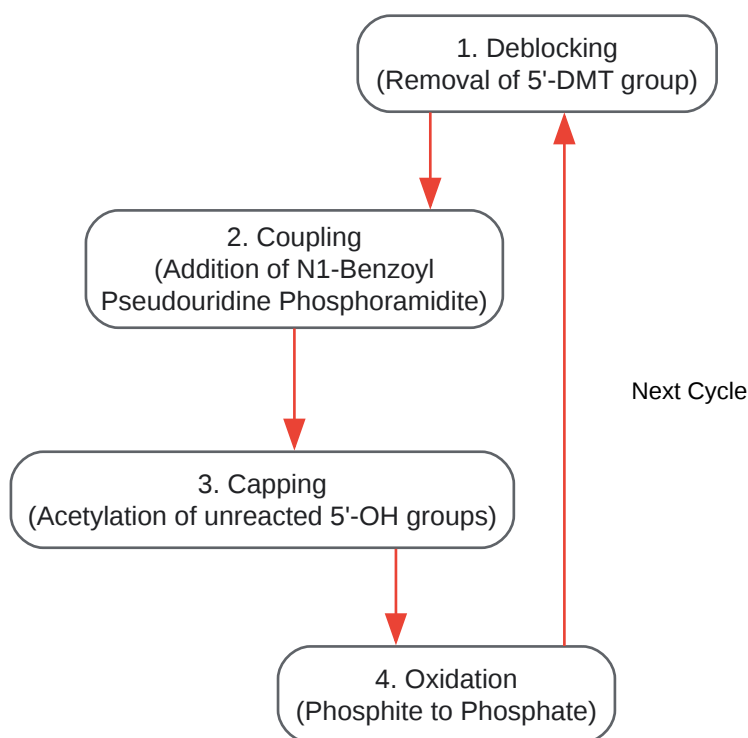 1. Deblocking
(Removal of 5'-DMT group)
2. Coupling
(Addition of N1-Benzoyl
Pseudouridine Phosphoramidite)
Next Cycle
3. Capping
(Acetylation of unreacted 5'-OH groups)
4. Oxidation
(Phosphite to Phosphate)